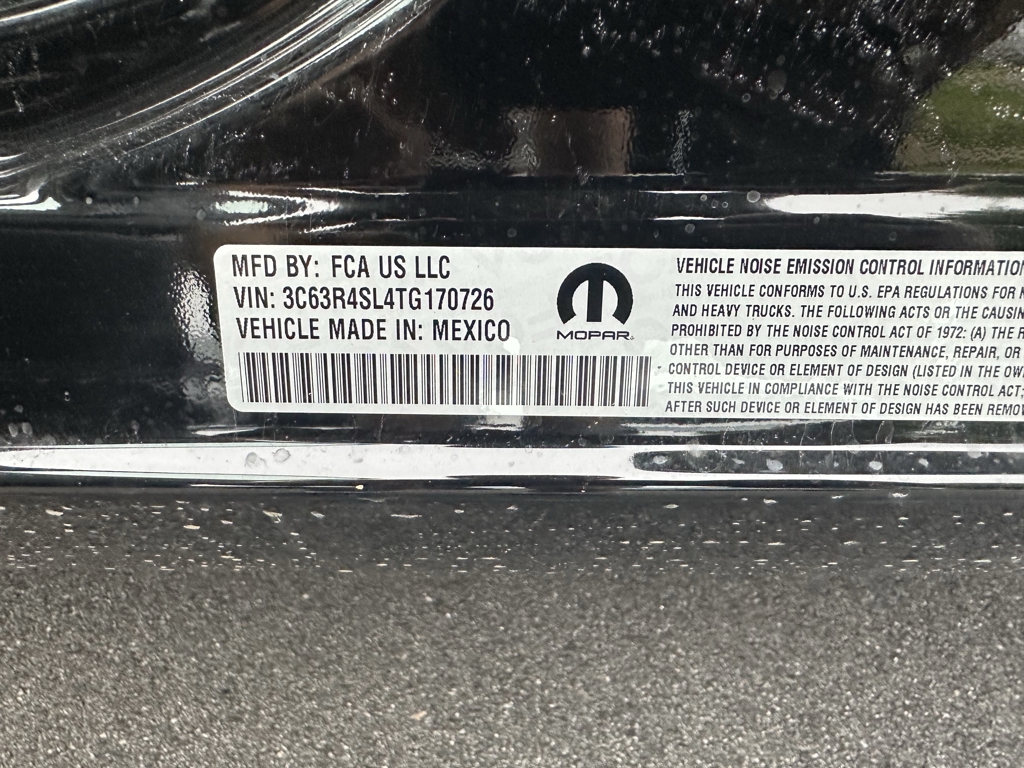 MFD BY: FCA US LLC
VIN: 3C63R4SL4TG170726
VEHICLE MADE IN: MEXICO
MOPAR
VEHICLE NOISE EMISSION CONTROL INFORMATION
THIS VEHICLE CONFORMS TO U.S. EPA REGULATIONS FOR
AND HEAVY TRUCKS. THE FOLLOWING ACTS OR THE CAUSING
PROHIBITED BY THE NOISE CONTROL ACT OF 1972: (A) THE
OTHER THAN FOR PURPOSES OF MAINTENANCE, REPAIR, OR
CONTROL DEVICE OR ELEMENT OF DESIGN (LISTED IN THE
THIS VEHICLE IN COMPLIANCE WITH THE NOISE CONTROL ACT;
AFTER SUCH DEVICE OR ELEMENT OF DESIGN HAS BEEN